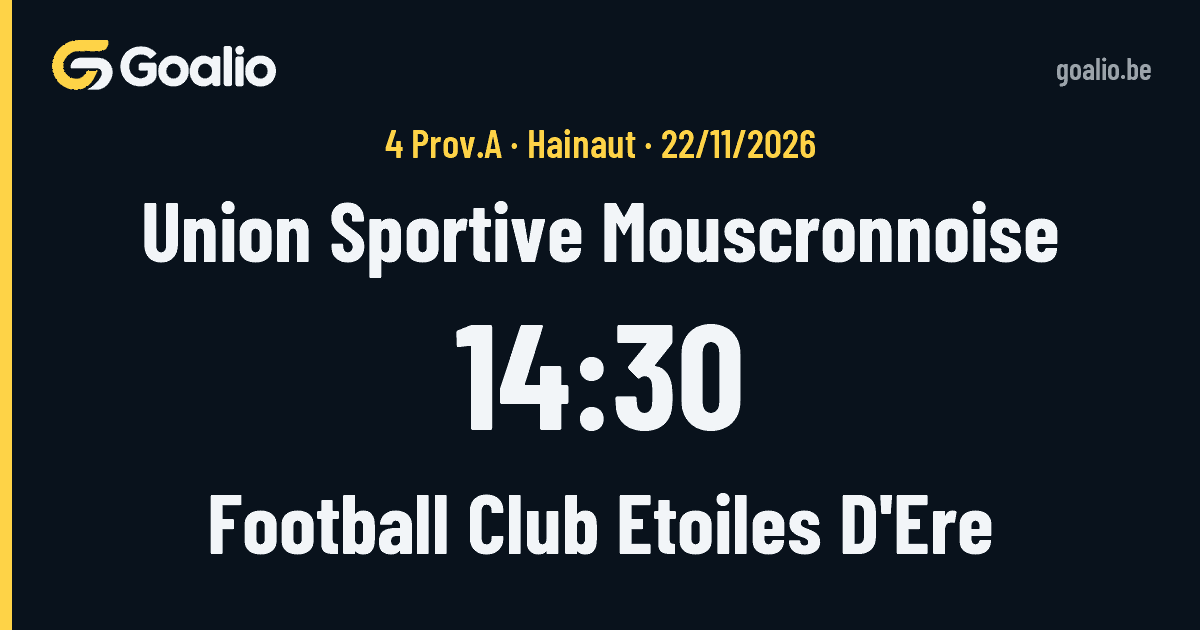 Goalio
goalio.be
4 Prov.A · Hainaut · 22/11/2026
Union Sportive Mouscronnoise
14:30
Football Club Etoiles D'Ere